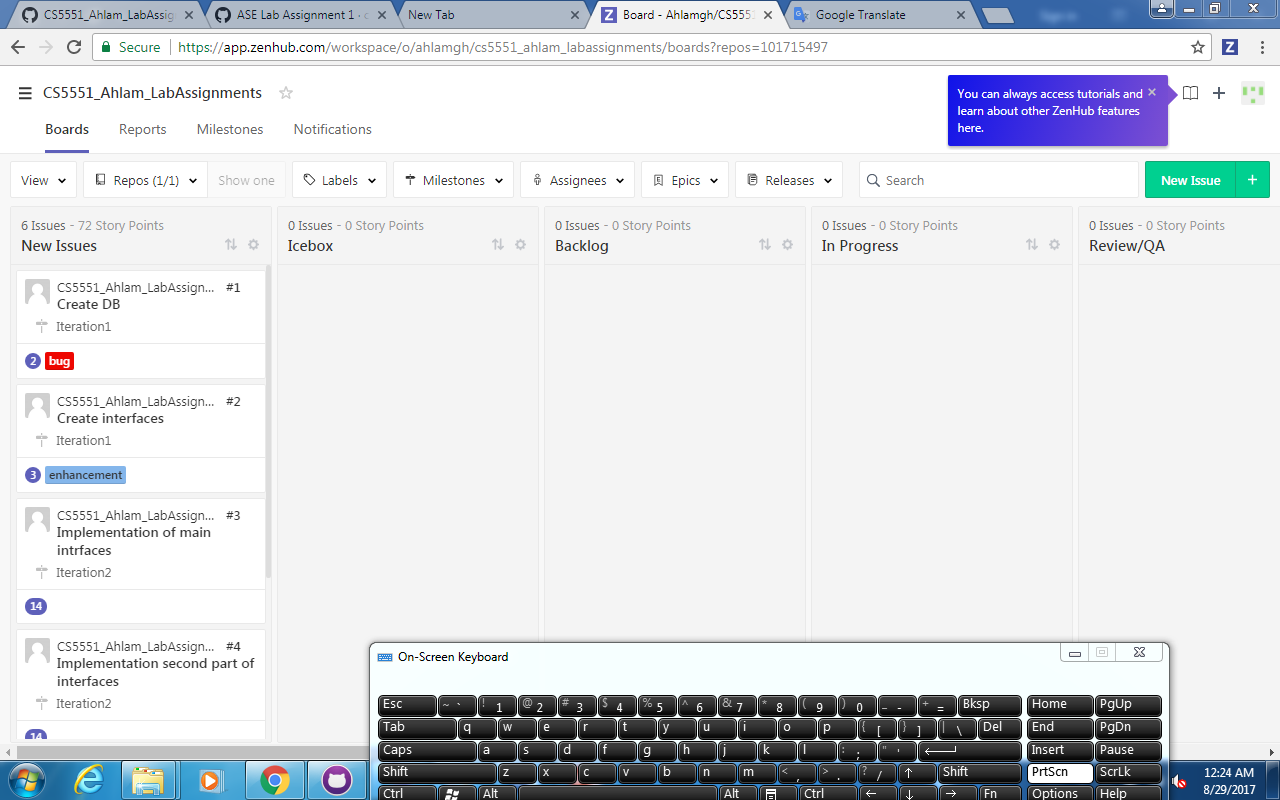 CS5551_Ahlam_LabAssig
ASE Lab Assignment 1 · c
New Tab
Board - Ahlamgh/CS5551
Google Translate
Secure
https://app.zenhub.com/workspace/o/ahlamgh/cs5551_ahlam_labassignments/boards?repos=101715497
CS5551_Ahlam_LabAssignments
You can always access tutorials and
learn about other ZenHub features
here.
Boards
Reports
Milestones
Notifications
View
Repos (1/1)
Show one
Labels
Milestones
Assignees
Epics
Releases
Search
New Issue
+
6 Issues - 72 Story Points
New Issues
0 Issues - 0 Story Points
Icebox
0 Issues - 0 Story Points
Backlog
0 Issues - 0 Story Points
In Progress
0 Issues - 0 Story Points
Review/QA
CS5551_Ahlam_LabAssign... #1
Create DB
Iteration1
2 bug
CS5551_Ahlam_LabAssign... #2
Create interfaces
Iteration1
3 enhancement
CS5551_Ahlam_LabAssign... #3
Implementation of main
intrfaces
Iteration2
14
CS5551_Ahlam_LabAssign... #4
Implementation second part of
interfaces
Iteration2
14
On-Screen Keyboard
Esc ~ ` ! 1 @ 2 # 3 $ 4 % 5 ^ 6 & 7 * 8 ( 9 ) 0 _ - + = Bksp Home PgUp
Tab q w e r t y u i o p { [ } ] | \ Del End PgDn
Caps a s d f g h j k l : ; " ' Insert Pause
Shift z x c v b n m < , > . ? / ↑ Shift PrtScn ScrLk
Ctrl Alt Alt Ctrl ← ↓ → Fn Options Help
12:24 AM
8/29/2017